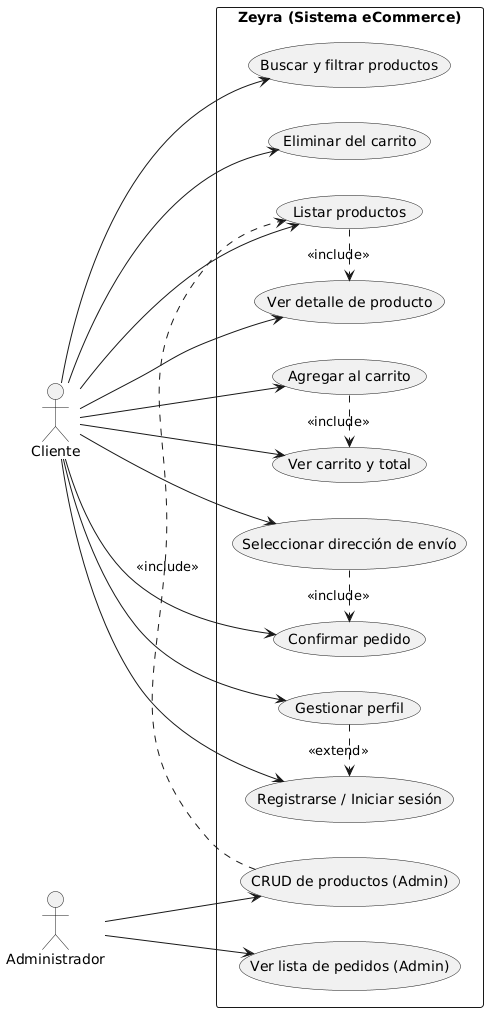 Zeyra (Sistema eCommerce)
Buscar y filtrar productos
Eliminar del carrito
Listar productos
«include»
Ver detalle de producto
Agregar al carrito
Cliente
«include»
Ver carrito y total
Seleccionar dirección de envío
«include»
«include»
Confirmar pedido
Gestionar perfil
«extend»
Registrarse / Iniciar sesión
CRUD de productos (Admin)
Administrador
Ver lista de pedidos (Admin)